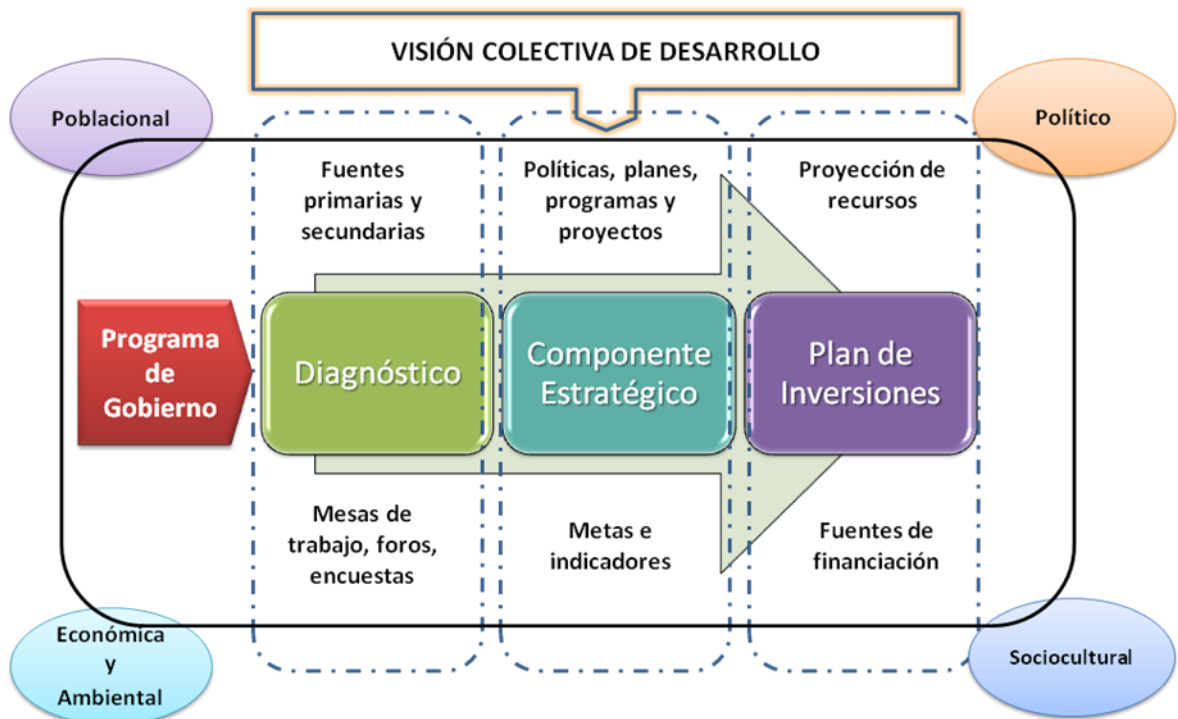 VISIÓN COLECTIVA DE DESARROLLO
Poblacional
Político
Fuentes
primarias y
secundarias
Políticas, planes,
programas y
proyectos
Proyección de
recursos
Programa
de
Gobierno
Diagnóstico
Componente
Estratégico
Plan de
Inversiones
Mesas de
trabajo, foros,
encuestas
Metas e
indicadores
Fuentes de
financiación
Económica
y
Ambiental
Sociocultural